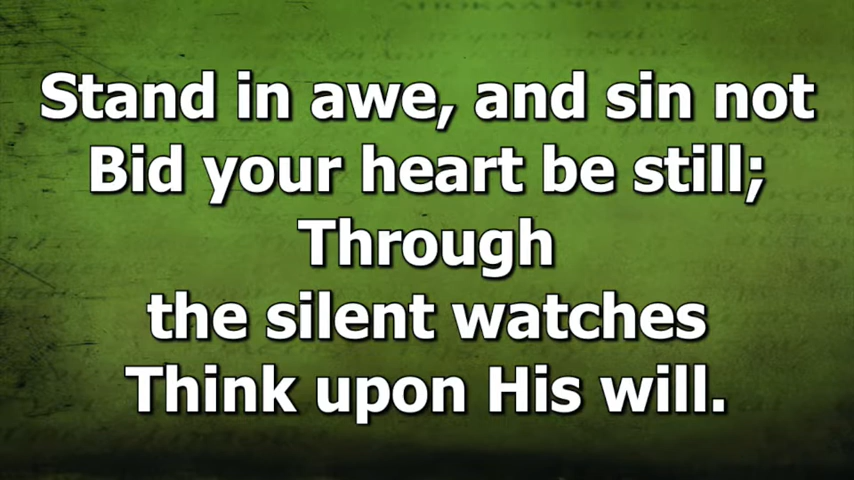 Stand in awe, and sin not
Bid your heart be still;
Through
the silent watches
Think upon His will.